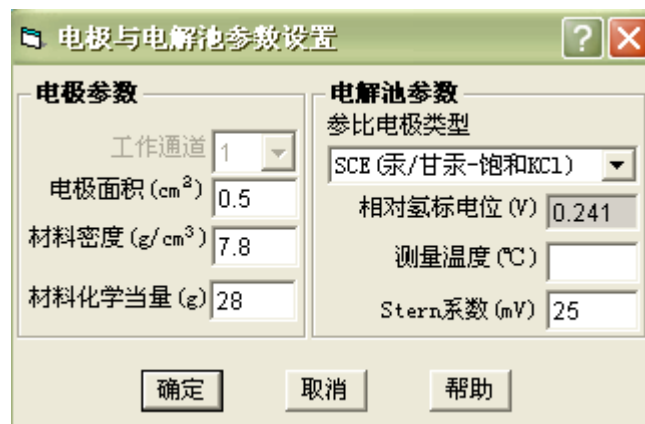 电极与电解池参数设置
电极参数
工作通道 1
电极面积(cm²) 0.5
材料密度(g/cm³) 7.8
材料化学当量(g) 28
电解池参数
参比电极类型
SCE(汞/甘汞-饱和KCl)
相对氢标电位(V) 0.241
测量温度(℃)
Stern系数(mV) 25
确定 取消 帮助